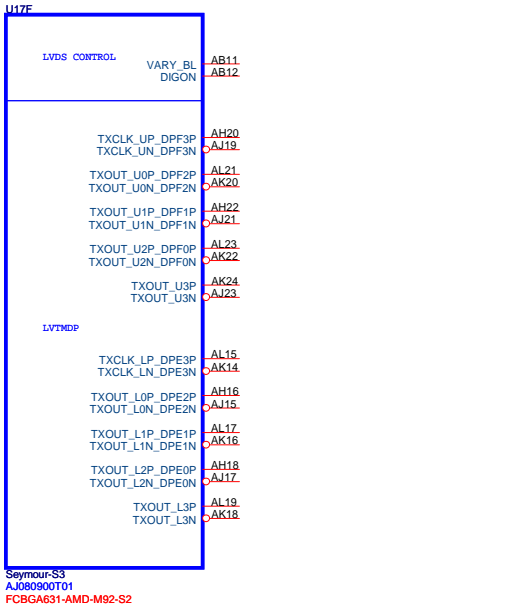 U17F
LVDS CONTROL
VARY_BL AB11
DIGON AB12
TXCLK_UP_DPF3P AH20
TXCLK_UN_DPF3N AJ19
TXOUT_U0P_DPF2P AL21
TXOUT_U0N_DPF2N AK20
TXOUT_U1P_DPF1P AH22
TXOUT_U1N_DPF1N AJ21
TXOUT_U2P_DPF0P AL23
TXOUT_U2N_DPF0N AK22
TXOUT_U3P AK24
TXOUT_U3N AJ23
LVTMDP
TXCLK_LP_DPE3P AL15
TXCLK_LN_DPE3N AK14
TXOUT_L0P_DPE2P AH16
TXOUT_L0N_DPE2N AJ15
TXOUT_L1P_DPE1P AL17
TXOUT_L1N_DPE1N AK16
TXOUT_L2P_DPE0P AH18
TXOUT_L2N_DPE0N AJ17
TXOUT_L3P AL19
TXOUT_L3N AK18
Seymour-S3
AJ080900T01
FCBGA631-AMD-M92-S2